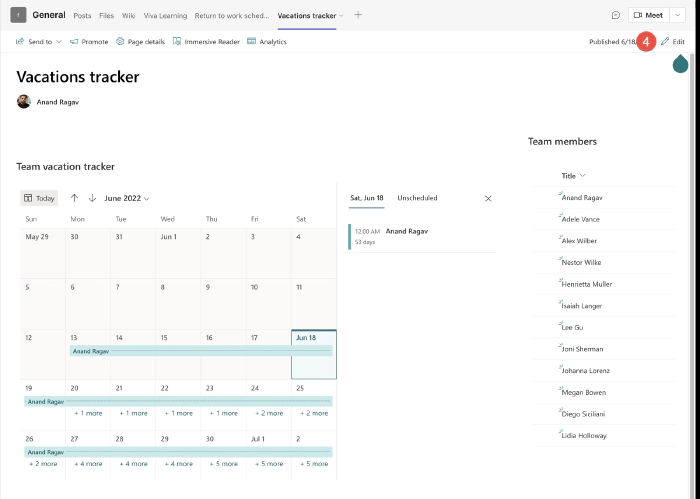 General Posts Files Wiki Viva Learning Return to work sched... Vacations tracker Meet
Send to Promote Page details Immersive Reader Analytics Published 6/18 4 Edit
Vacations tracker
Anand Ragav
Team members
Team vacation tracker
Title
Today June 2022
Sat, Jun 18 Unscheduled
Sun Mon Tue Wed Thu Fri Sat
12:00 AM Anand Ragav
53 days
May 29 30 31 Jun 1 2 3 4
5 6 7 8 9 10 11
12 13 14 15 16 17 Jun 18
Anand Ragav
19 20 21 22 23 24 25
Anand Ragav
+ 1 more + 1 more + 1 more + 1 more + 2 more + 2 more
26 27 28 29 30 Jul 1 2
Anand Ragav
+ 2 more + 4 more + 4 more + 4 more + 5 more + 5 more + 5 more
Anand Ragav
Adele Vance
Alex Wilber
Nestor Wilke
Henrietta Muller
Isaiah Langer
Lee Gu
Joni Sherman
Johanna Lorenz
Megan Bowen
Diego Siciliani
Lidia Holloway